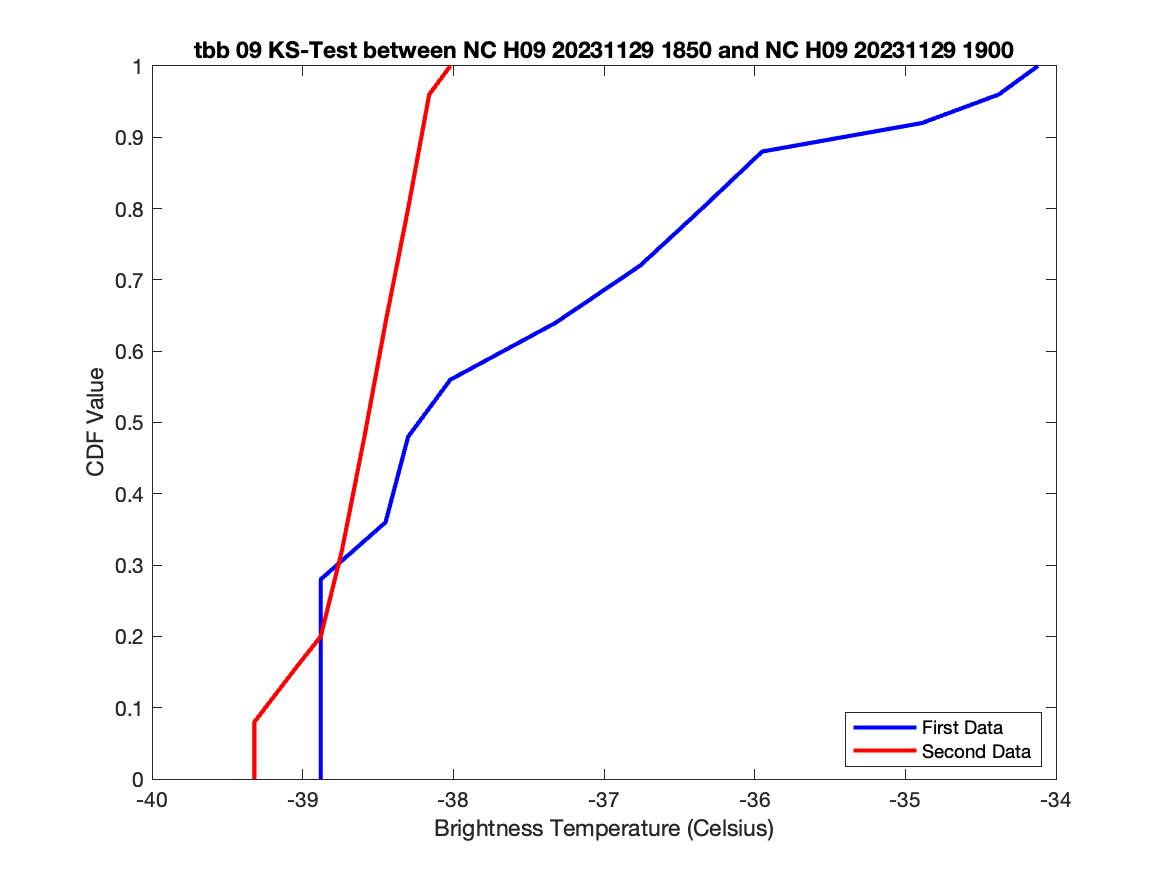 tbb 09 KS-Test between NC H09 20231129 1850 and NC H09 20231129 1900
1
0.9
0.8
0.7
0.6
0.5
0.4
0.3
0.2
0.1
0
CDF Value
First Data
Second Data
-40 -39 -38 -37 -36 -35 -34
Brightness Temperature (Celsius)